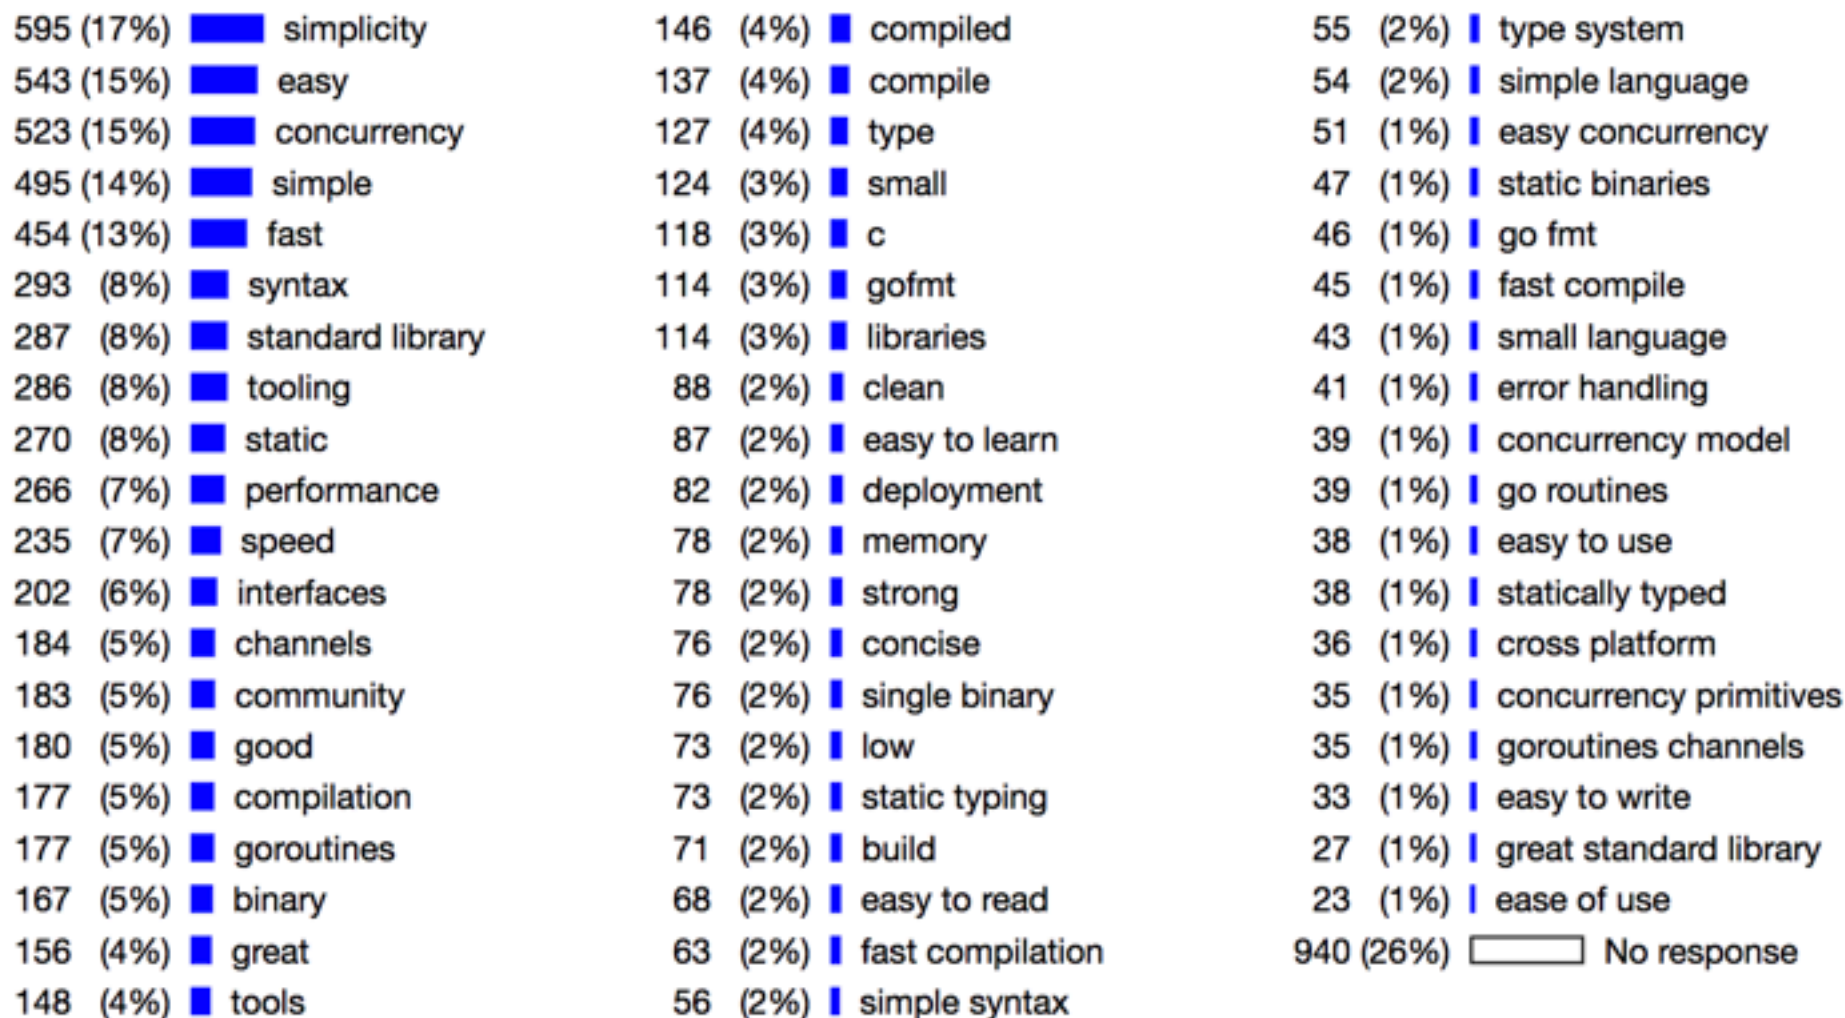 595 (17%) simplicity
543 (15%) easy
523 (15%) concurrency
495 (14%) simple
454 (13%) fast
293 (8%) syntax
287 (8%) standard library
286 (8%) tooling
270 (8%) static
266 (7%) performance
235 (7%) speed
202 (6%) interfaces
184 (5%) channels
183 (5%) community
180 (5%) good
177 (5%) compilation
177 (5%) goroutines
167 (5%) binary
156 (4%) great
148 (4%) tools
146 (4%) compiled
137 (4%) compile
127 (4%) type
124 (3%) small
118 (3%) c
114 (3%) gofmt
114 (3%) libraries
88 (2%) clean
87 (2%) easy to learn
82 (2%) deployment
78 (2%) memory
78 (2%) strong
76 (2%) concise
76 (2%) single binary
73 (2%) low
73 (2%) static typing
71 (2%) build
68 (2%) easy to read
63 (2%) fast compilation
56 (2%) simple syntax
55 (2%) type system
54 (2%) simple language
51 (1%) easy concurrency
47 (1%) static binaries
46 (1%) go fmt
45 (1%) fast compile
43 (1%) small language
41 (1%) error handling
39 (1%) concurrency model
39 (1%) go routines
38 (1%) easy to use
38 (1%) statically typed
36 (1%) cross platform
35 (1%) concurrency primitives
35 (1%) goroutines channels
33 (1%) easy to write
27 (1%) great standard library
23 (1%) ease of use
940 (26%) No response